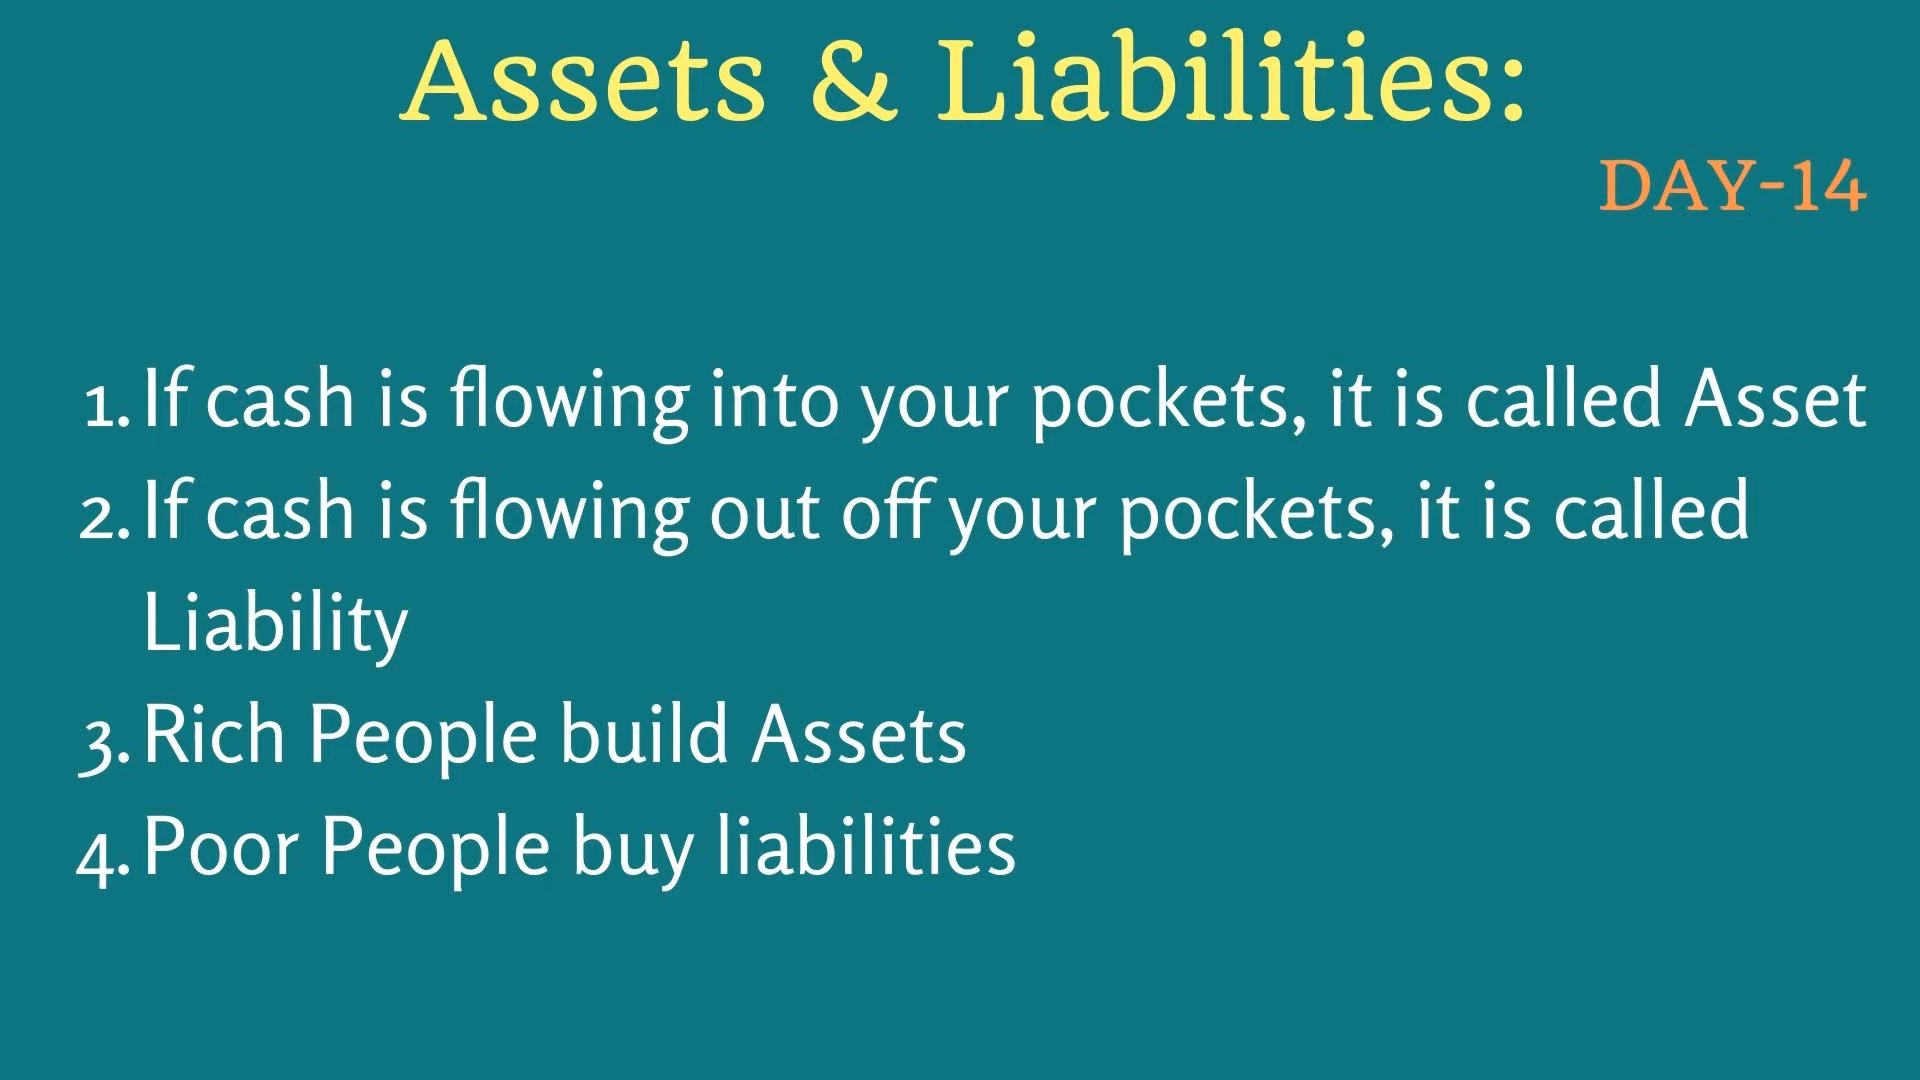 Assets & Liabilities:
DAY-14
1. If cash is flowing into your pockets, it is called Asset
2. If cash is flowing out off your pockets, it is called
Liability
3. Rich People build Assets
4. Poor People buy liabilities